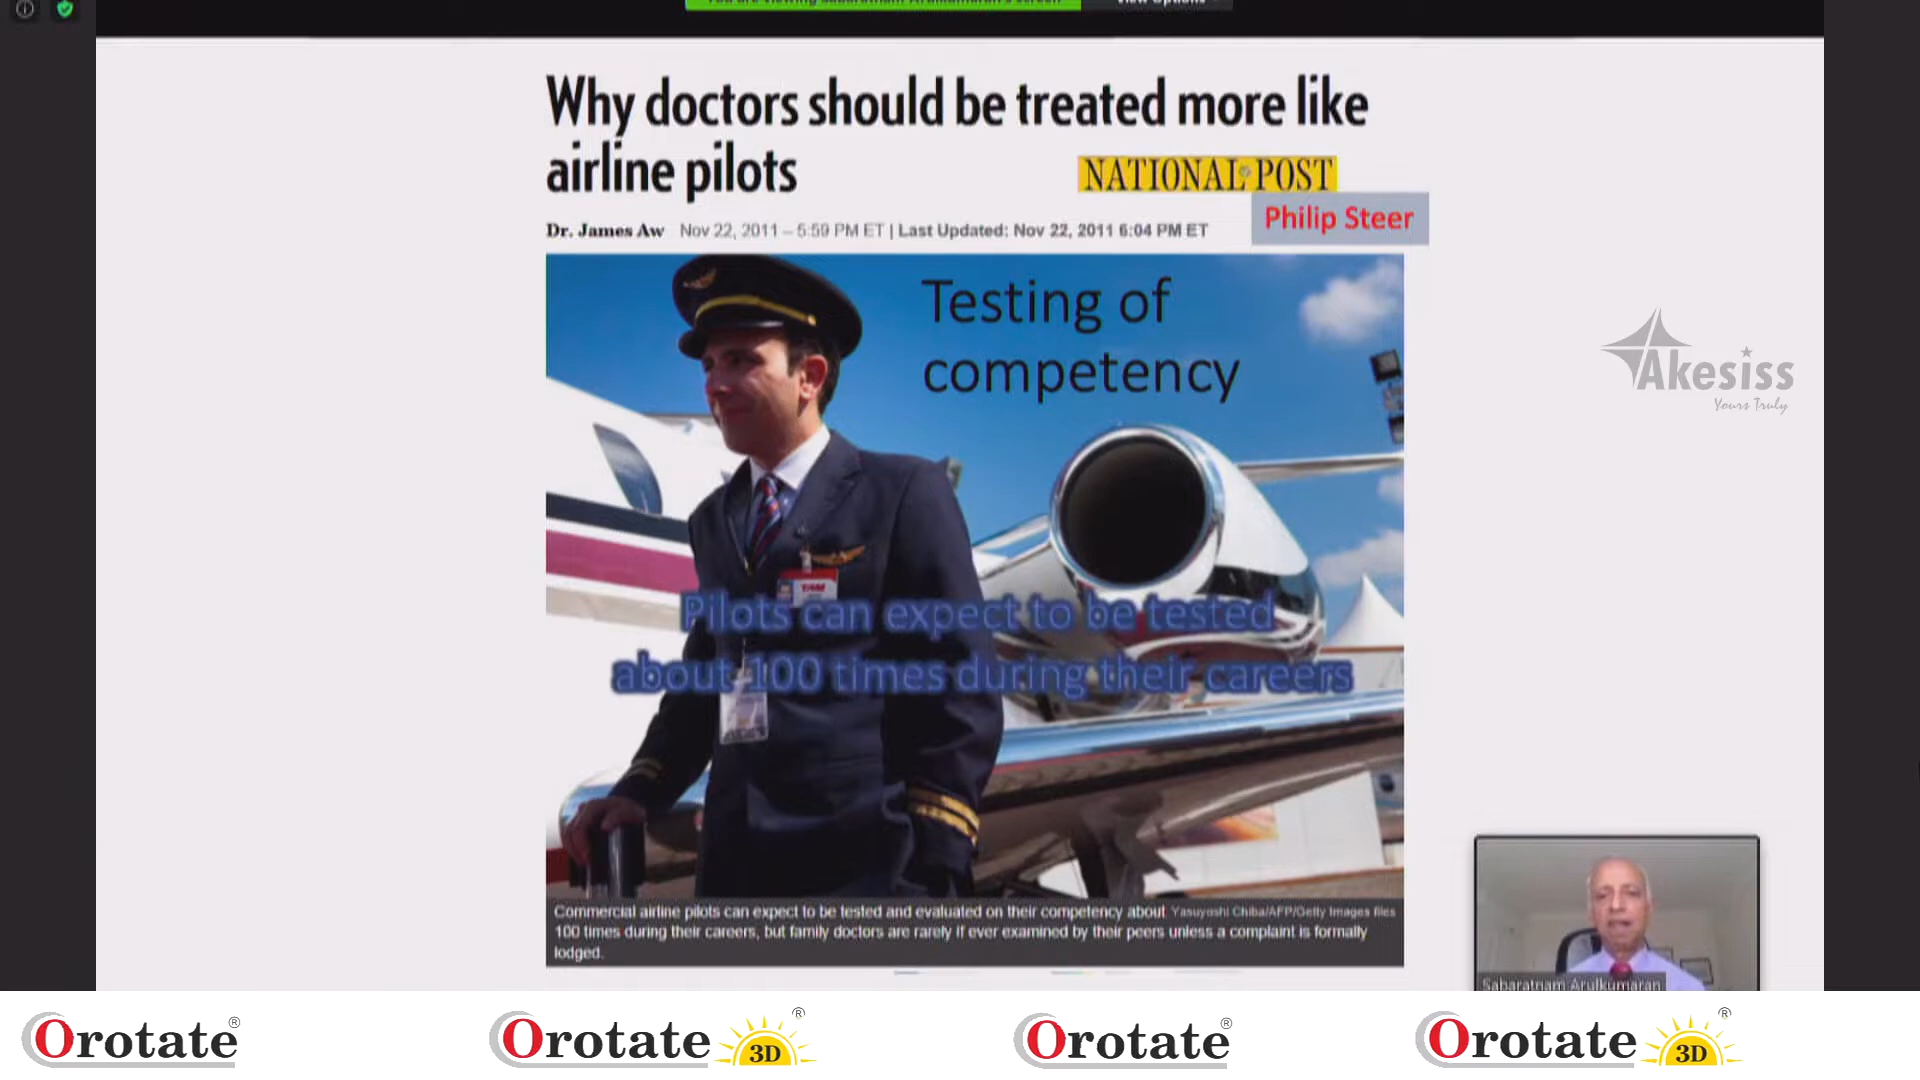 Why doctors should be treated more like
airline pilots
NATIONAL POST
Philip Steer
Dr. James Aw Nov 22, 2011 – 5:59 PM ET | Last Updated: Nov 22, 2011 6:04 PM ET
Testing of
competency
Akesiss
Yours Truly
TAM
Pilots can expect to be tested
about 100 times during their careers
Commercial airline pilots can expect to be tested and evaluated on their competency about Yasuyoshi Chiba/AFP/Getty Images files
100 times during their careers, but family doctors are rarely if ever examined by their peers unless a complaint is formally
lodged.
Sabaratnam Arulkumaran
Orotate® Orotate 3D® Orotate® Orotate 3D®